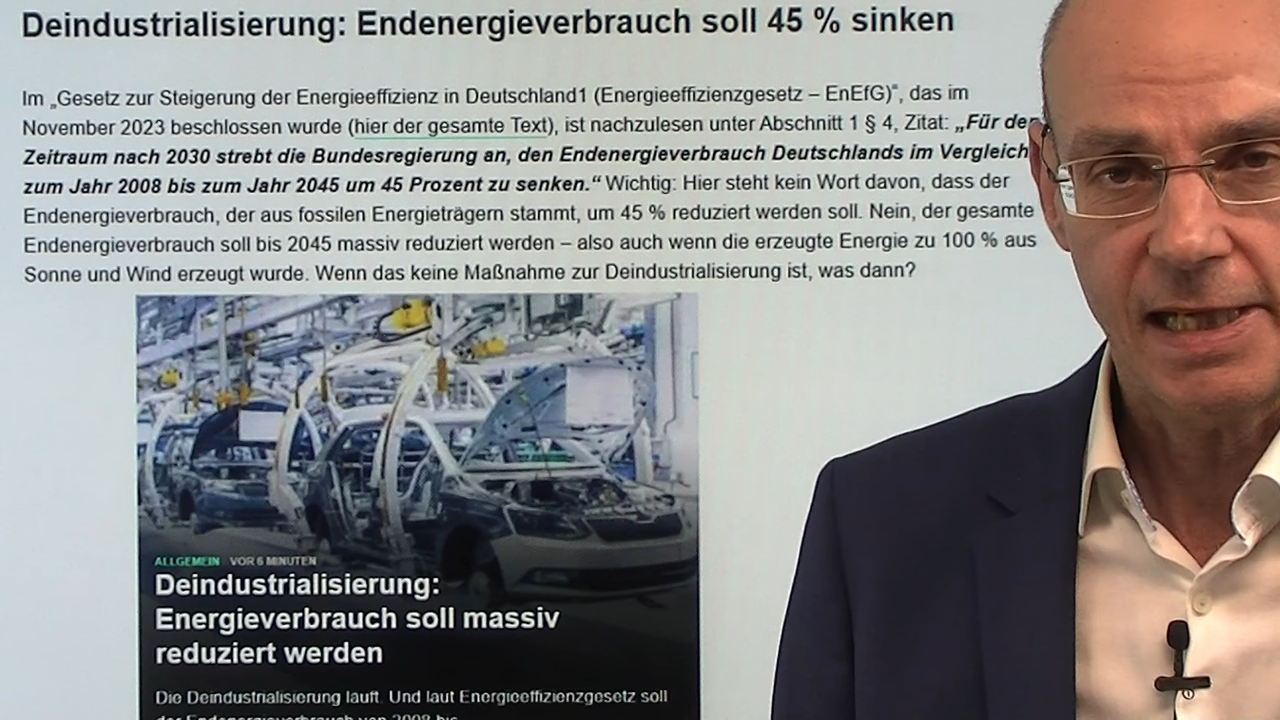 Deindustrialisierung: Endenergieverbrauch soll 45 % sinken
Im „Gesetz zur Steigerung der Energieeffizienz in Deutschland1 (Energieeffizienzgesetz – EnEfG)“, das im
November 2023 beschlossen wurde (hier der gesamte Text), ist nachzulesen unter Abschnitt 1 § 4, Zitat: „Für den
Zeitraum nach 2030 strebt die Bundesregierung an, den Endenergieverbrauch Deutschlands im Vergleich
zum Jahr 2008 bis zum Jahr 2045 um 45 Prozent zu senken.“ Wichtig: Hier steht kein Wort davon, dass der
Endenergieverbrauch, der aus fossilen Energieträgern stammt, um 45 % reduziert werden soll. Nein, der gesamte
Endenergieverbrauch soll bis 2045 massiv reduziert werden – also auch wenn die erzeugte Energie zu 100 % aus
Sonne und Wind erzeugt wurde. Wenn das keine Maßnahme zur Deindustrialisierung ist, was dann?
ALLGEMEIN VOR 6 MINUTEN
Deindustrialisierung:
Energieverbrauch soll massiv
reduziert werden
Die Deindustrialisierung läuft. Und laut Energieeffizienzgesetz soll
der Endenergieverbrauch von 2008 bis